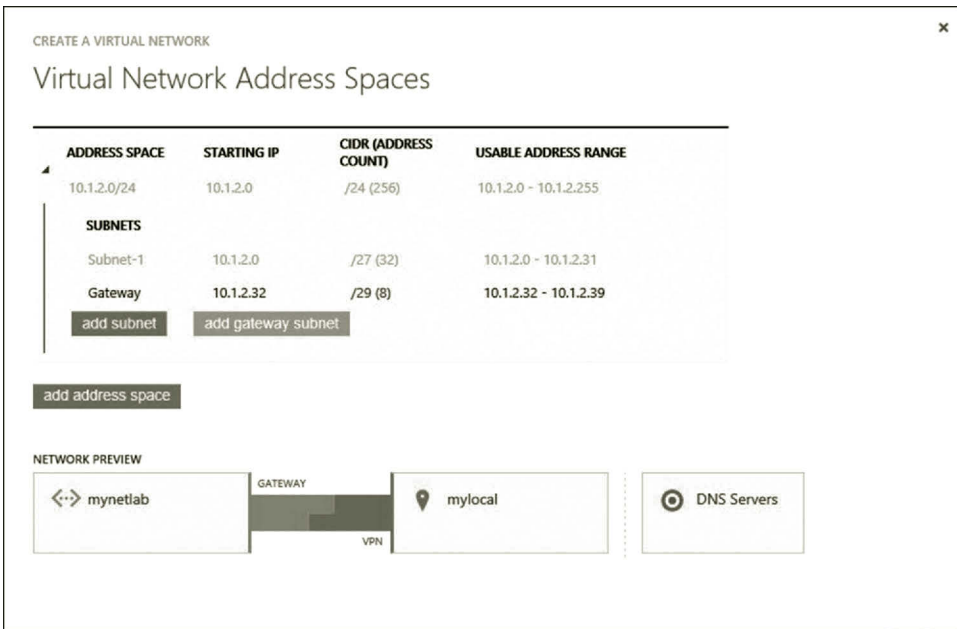 CREATE A VIRTUAL NETWORK
×
Virtual Network Address Spaces
ADDRESS SPACE STARTING IP CIDR (ADDRESS COUNT) USABLE ADDRESS RANGE
10.1.2.0/24 10.1.2.0 /24 (256) 10.1.2.0 - 10.1.2.255
SUBNETS
Subnet-1 10.1.2.0 /27 (32) 10.1.2.0 - 10.1.2.31
Gateway 10.1.2.32 /29 (8) 10.1.2.32 - 10.1.2.39
add subnet add gateway subnet
add address space
NETWORK PREVIEW
mynetlab GATEWAY VPN mylocal DNS Servers